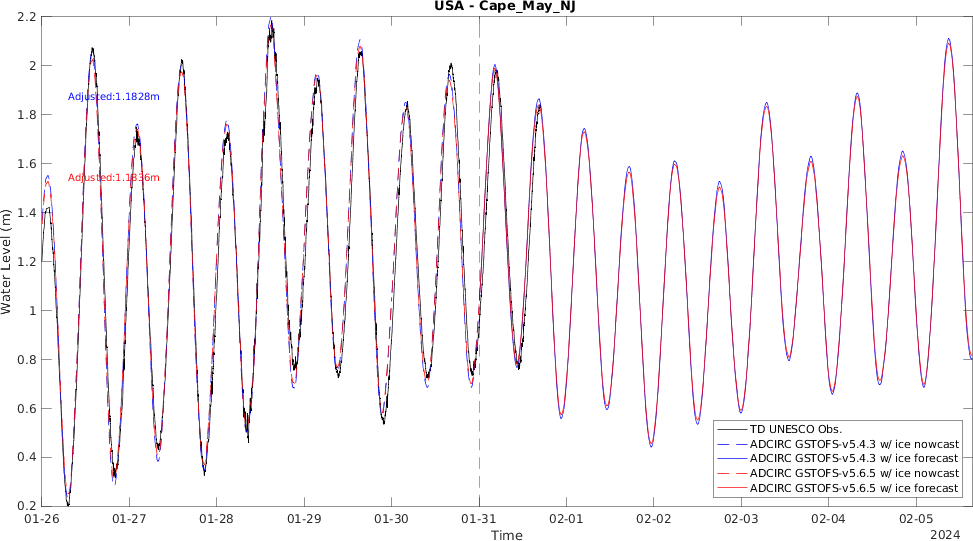 USA - Cape_May_NJ
2.2
2
1.8
1.6
1.4
1.2
1
0.8
0.6
0.4
0.2
Water Level (m)
Adjusted:1.1828m
Adjusted:1.1836m
TD UNESCO Obs.
ADCIRC GSTOFS-v5.4.3 w/ ice nowcast
ADCIRC GSTOFS-v5.4.3 w/ ice forecast
ADCIRC GSTOFS-v5.6.5 w/ ice nowcast
ADCIRC GSTOFS-v5.6.5 w/ ice forecast
01-26 01-27 01-28 01-29 01-30 01-31 02-01 02-02 02-03 02-04 02-05
Time
2024